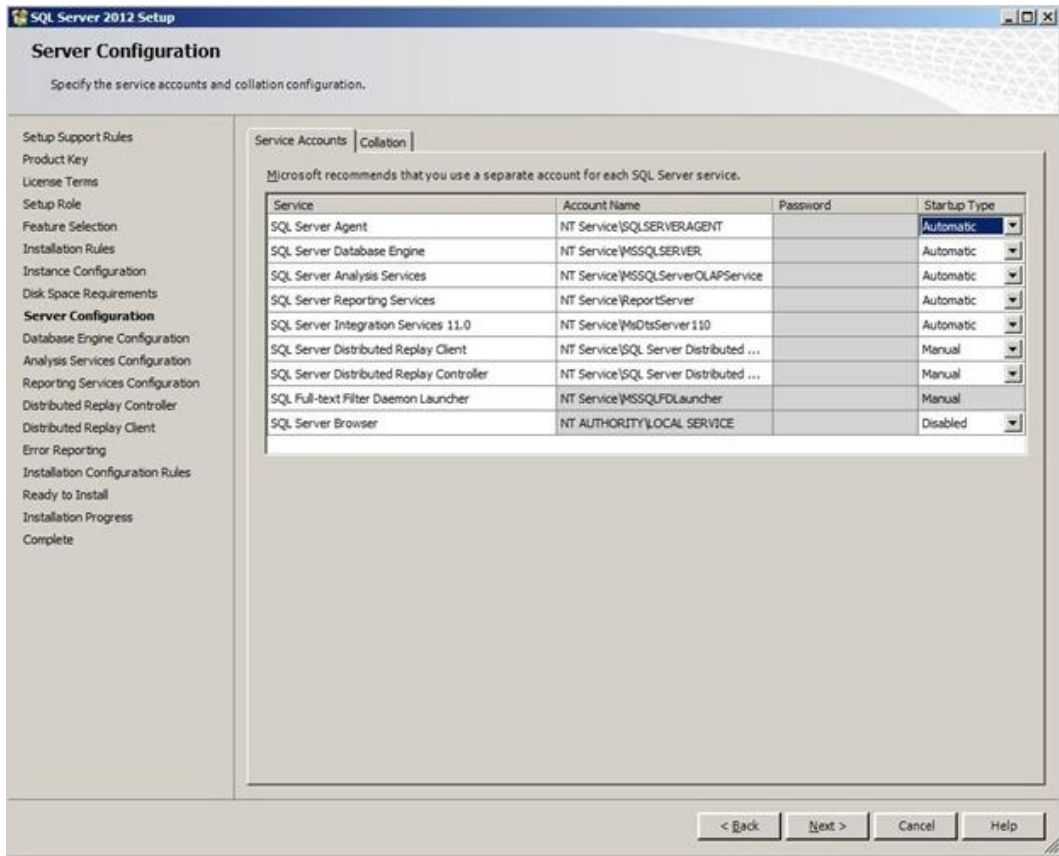 SQL Server 2012 Setup
Server Configuration
Specify the service accounts and collation configuration.
Setup Support Rules
Product Key
License Terms
Setup Role
Feature Selection
Installation Rules
Instance Configuration
Disk Space Requirements
Server Configuration
Database Engine Configuration
Analysis Services Configuration
Reporting Services Configuration
Distributed Replay Controller
Distributed Replay Client
Error Reporting
Installation Configuration Rules
Ready to Install
Installation Progress
Complete
Service Accounts Collation
Microsoft recommends that you use a separate account for each SQL Server service.
Service Account Name Password Startup Type
SQL Server Agent NT Service\SQLSERVERAGENT Automatic
SQL Server Database Engine NT Service\MSSQLSERVER Automatic
SQL Server Analysis Services NT Service\MSSQLServerOLAPService Automatic
SQL Server Reporting Services NT Service\ReportServer Automatic
SQL Server Integration Services 11.0 NT Service\MsDtsServer110 Automatic
SQL Server Distributed Replay Client NT Service\SQL Server Distributed ... Manual
SQL Server Distributed Replay Controller NT Service\SQL Server Distributed ... Manual
SQL Full-text Filter Daemon Launcher NT Service\MSSQLFDLauncher Manual
SQL Server Browser NT AUTHORITY\LOCAL SERVICE Disabled
< Back Next > Cancel Help